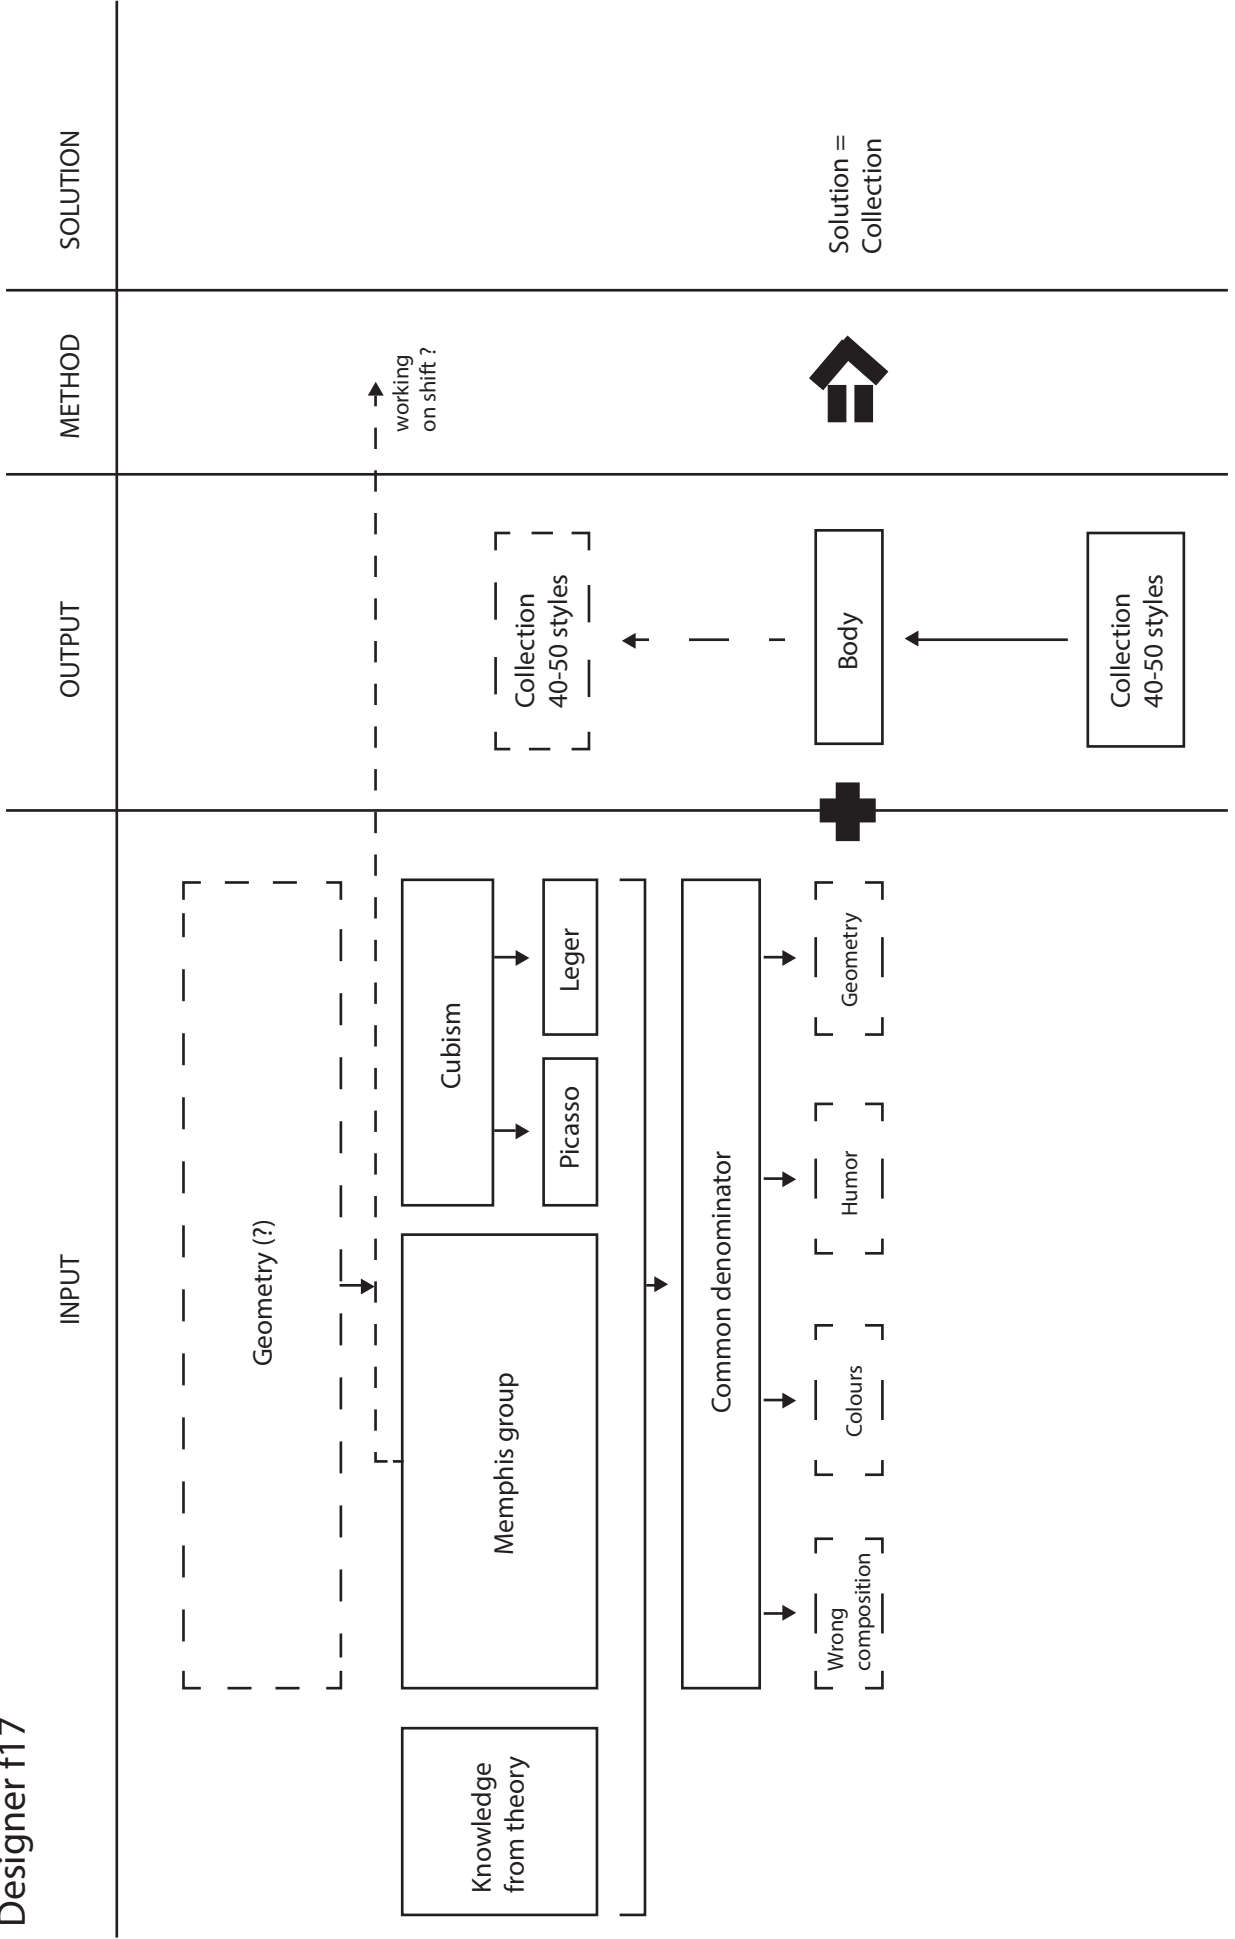 Designer f17
INPUT
OUTPUT
METHOD
SOLUTION
Geometry (?)
working
on shift ?
Knowledge
from theory
Memphis group
Cubism
Picasso
Leger
Collection
40-50 styles
Common denominator
Wrong
composition
Colours
Humor
Geometry
Body
Solution =
Collection
Collection
40-50 styles